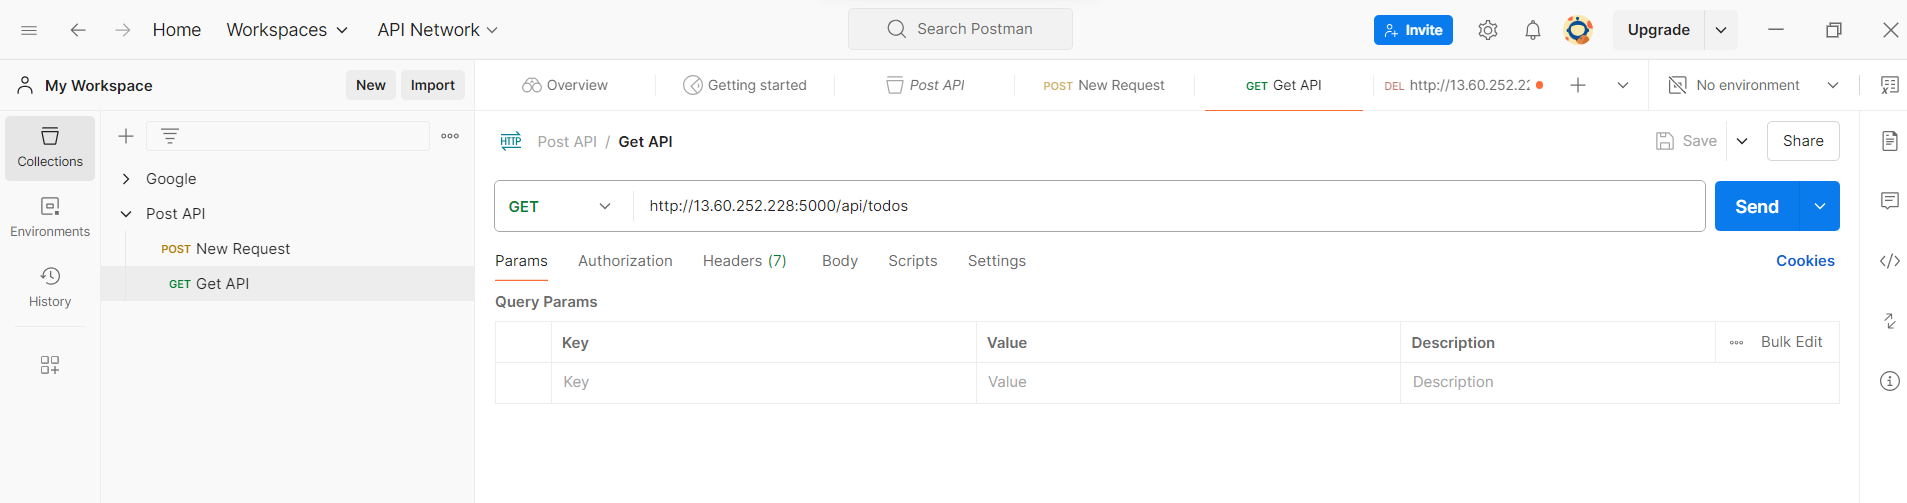 Home Workspaces API Network Search Postman Invite Upgrade
My Workspace New Import Overview Getting started Post API POST New Request GET Get API DEL http://13.60.252.22 No environment
Collections
Environments
History
Google
Post API
POST New Request
GET Get API
HTTP Post API / Get API Save Share
GET http://13.60.252.228:5000/api/todos Send
Params Authorization Headers (7) Body Scripts Settings Cookies
Query Params
Key Value Description Bulk Edit
Key Value Description